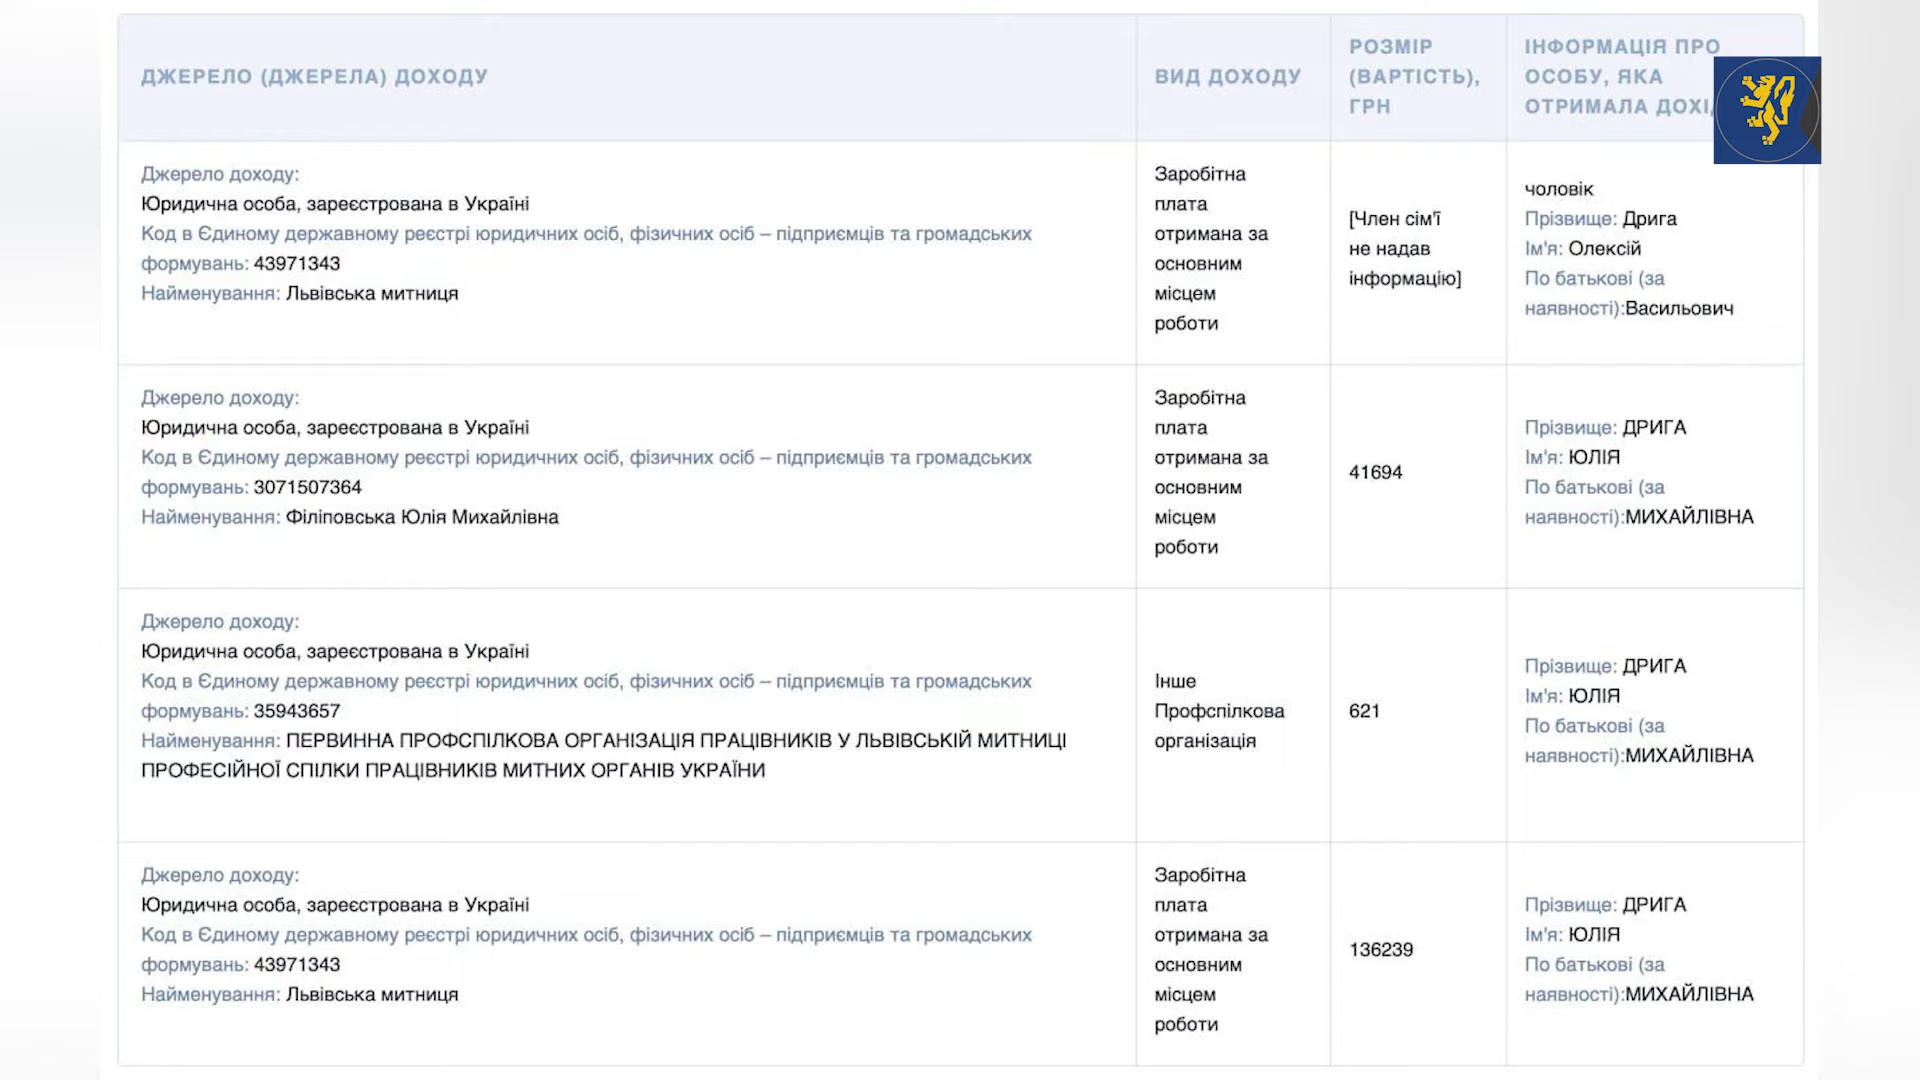 ДЖЕРЕЛО (ДЖЕРЕЛА) ДОХОДУ
ВИД ДОХОДУ
РОЗМІР
(ВАРТІСТЬ),
ГРН
ІНФОРМАЦІЯ ПРО
ОСОБУ, ЯКА
ОТРИМАЛА
Джерело доходу:
Юридична особа, зареєстрована в Україні
Код в Єдиному державному реєстрі юридичних осіб, фізичних осіб – підприємців та громадських
формувань: 43971343
Найменування: Львівська митниця
Заробітна
плата
отримана за
основним
місцем
роботи
[Член сім'ї
не надав
інформацію]
чоловік
Прізвище: Дрига
Ім'я: Олексій
По батькові (за
наявності):Васильович
Джерело доходу:
Юридична особа, зареєстрована в Україні
Код в Єдиному державному реєстрі юридичних осіб, фізичних осіб – підприємців та громадських
формувань: 3071507364
Найменування: Філіповська Юлія Михайлівна
Заробітна
плата
отримана за
основним
місцем
роботи
41694
Прізвище: ДРИГА
Ім'я: ЮЛІЯ
По батькові (за
наявності):МИХАЙЛІВНА
Джерело доходу:
Юридична особа, зареєстрована в Україні
Код в Єдиному державному реєстрі юридичних осіб, фізичних осіб – підприємців та громадських
формувань: 35943657
Найменування: ПЕРВИННА ПРОФСПІЛКОВА ОРГАНІЗАЦІЯ ПРАЦІВНИКІВ У ЛЬВІВСЬКІЙ МИТНИЦІ
ПРОФЕСІЙНОЇ СПІЛКИ ПРАЦІВНИКІВ МИТНИХ ОРГАНІВ УКРАЇНИ
Інше
Профспілкова
організація
621
Прізвище: ДРИГА
Ім'я: ЮЛІЯ
По батькові (за
наявності):МИХАЙЛІВНА
Джерело доходу:
Юридична особа, зареєстрована в Україні
Код в Єдиному державному реєстрі юридичних осіб, фізичних осіб – підприємців та громадських
формувань: 43971343
Найменування: Львівська митниця
Заробітна
плата
отримана за
основним
місцем
роботи
136239
Прізвище: ДРИГА
Ім'я: ЮЛІЯ
По батькові (за
наявності):МИХАЙЛІВНА